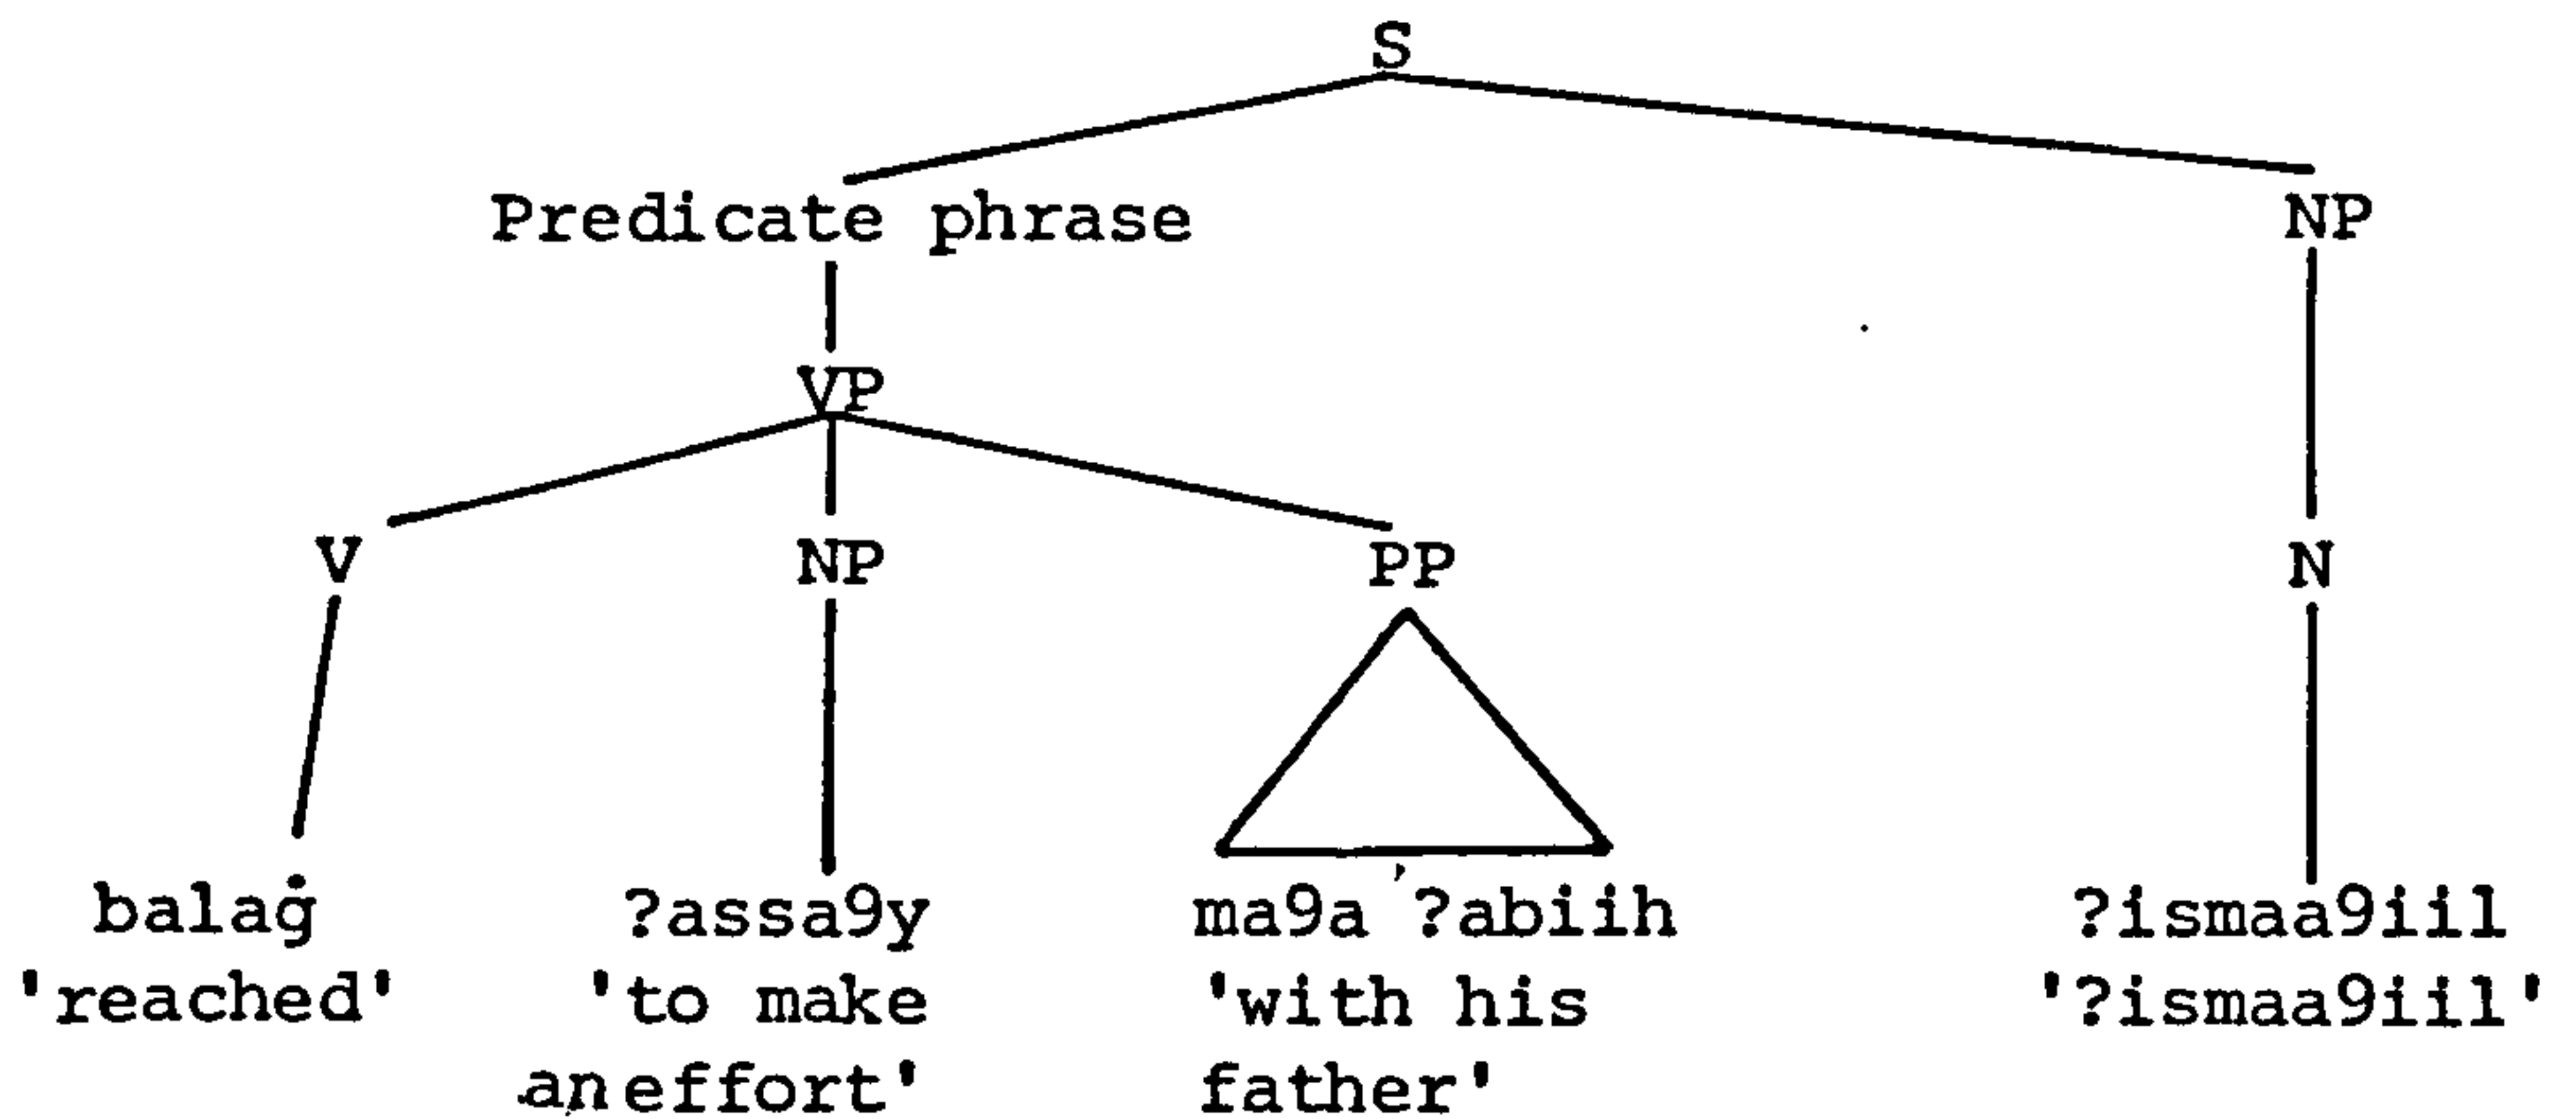 S
Predicate phrase NP
VP
V NP PP N
balaġ ?assa9y ma9a ?abiih ?ismaa9iil
'reached' 'to make 'with his '?ismaa9iil'
an effort' father'